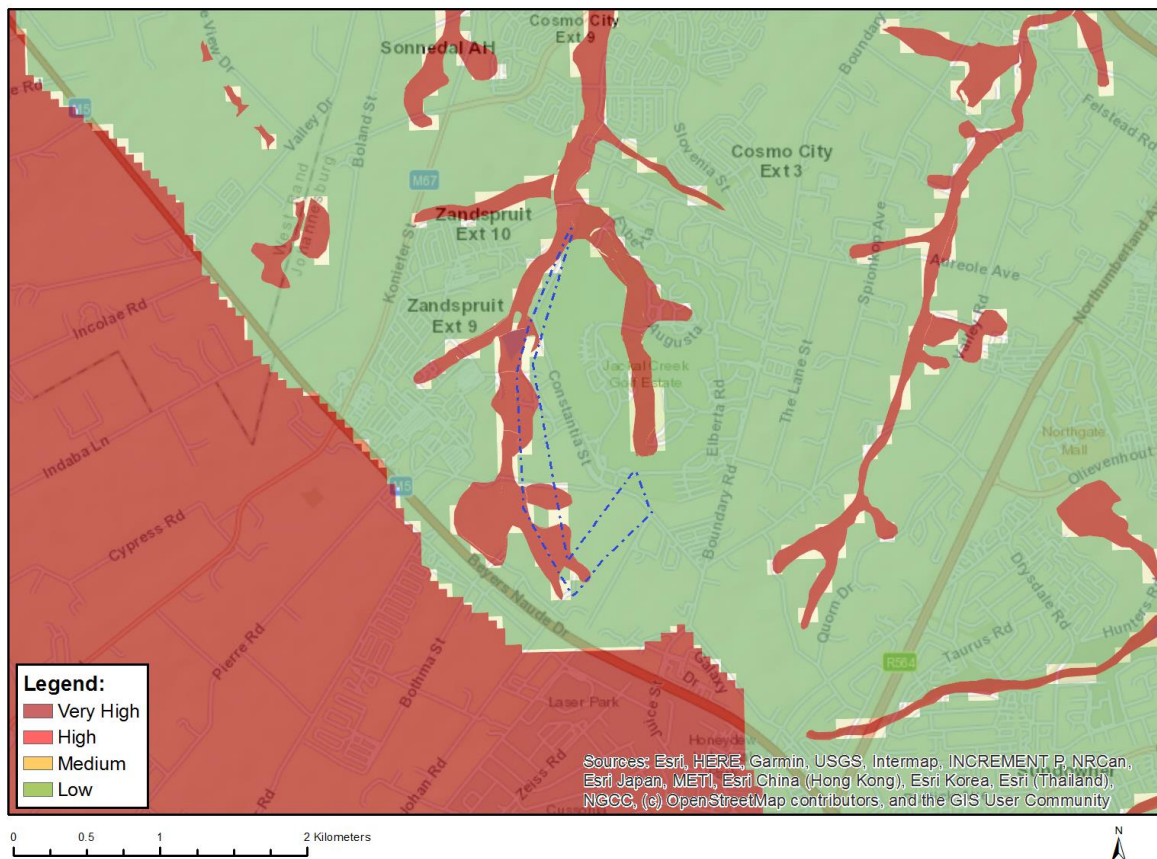 Cosmo City
Ext 9
Sonnedal AH
Valley Dr
Boland St
M5
M67
Boundary
Felstead Rd
Slovenia St
Cosmo City
Ext 3
West Rand
Johannesburg
Zandspruit
Ext 10
Konieter St
Spionkop Ave
Aureole Ave
Incolae Rd
Zandspruit
Ext 9
Augusta
Valley Rd
Jackal Creek
Golf Estate
Constantia St
Elberta Rd
The Lane St
Northgate
Mall
Olievenhout
Indaba Ln
Cypress Rd
M5
Boundary Rd
Beyers Naude Dr
Drysdale Rd
Hunters Rd
Quorn Dr
Taurus Rd
R564
Pierre Rd
Bothma St
Galaxy
Dr
Juice St
Laser Park
Zeiss Rd
Legend:
Very High
High
Medium
Low
Sources: Esri, HERE, Garmin, USGS, Intermap, INCREMENT P, NRCan,
Esri Japan, METI, Esri China (Hong Kong), Esri Korea, Esri (Thailand),
NGCC, (c) OpenStreetMap contributors, and the GIS User Community
0 0.5 1 2 Kilometers
N